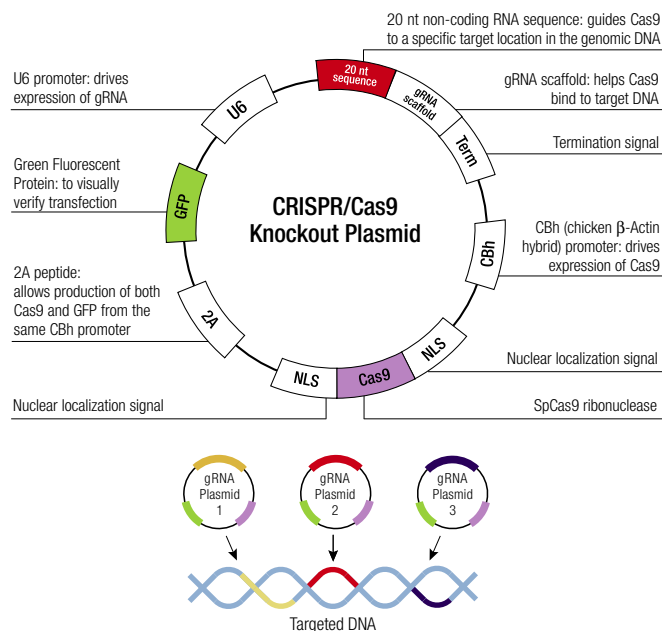 20 nt non-coding RNA sequence: guides Cas9
to a specific target location in the genomic DNA
U6 promoter: drives
expression of gRNA
gRNA scaffold: helps Cas9
bind to target DNA
Termination signal
Green Fluorescent
Protein: to visually
verify transfection
CBh (chicken β-Actin
hybrid) promoter: drives
expression of Cas9
2A peptide:
allows production of both
Cas9 and GFP from the
same CBh promoter
Nuclear localization signal
Nuclear localization signal
SpCas9 ribonuclease
20 nt
sequence
gRNA
scaffold
Term
CBh
NLS
Cas9
NLS
2A
GFP
U6
CRISPR/Cas9
Knockout Plasmid
gRNA
Plasmid
1
gRNA
Plasmid
2
gRNA
Plasmid
3
Targeted DNA